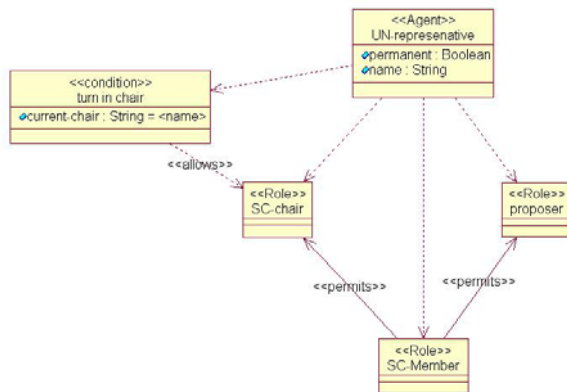 <<Agent>>
UN-represenative
permanent : Boolean
name : String
<<condition>>
turn in chair
current-chair : String = <name>
<<allows>>
<<Role>>
SC-chair
<<Role>>
proposer
<<permits>>
<<permits>>
<<Role>>
SC-Member